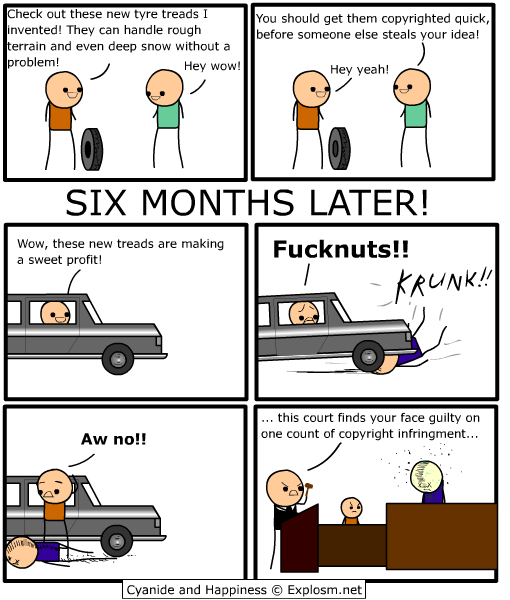 Check out these new tyre treads I
invented! They can handle rough
terrain and even deep snow without a
problem!
Hey wow!
You should get them copyrighted quick,
before someone else steals your idea!
Hey yeah!
SIX MONTHS LATER!
Wow, these new treads are making
a sweet profit!
Fucknuts!!
KRUNK!!
Aw no!!
... this court finds your face guilty on
one count of copyright infringment...
Cyanide and Happiness © Explosm.net